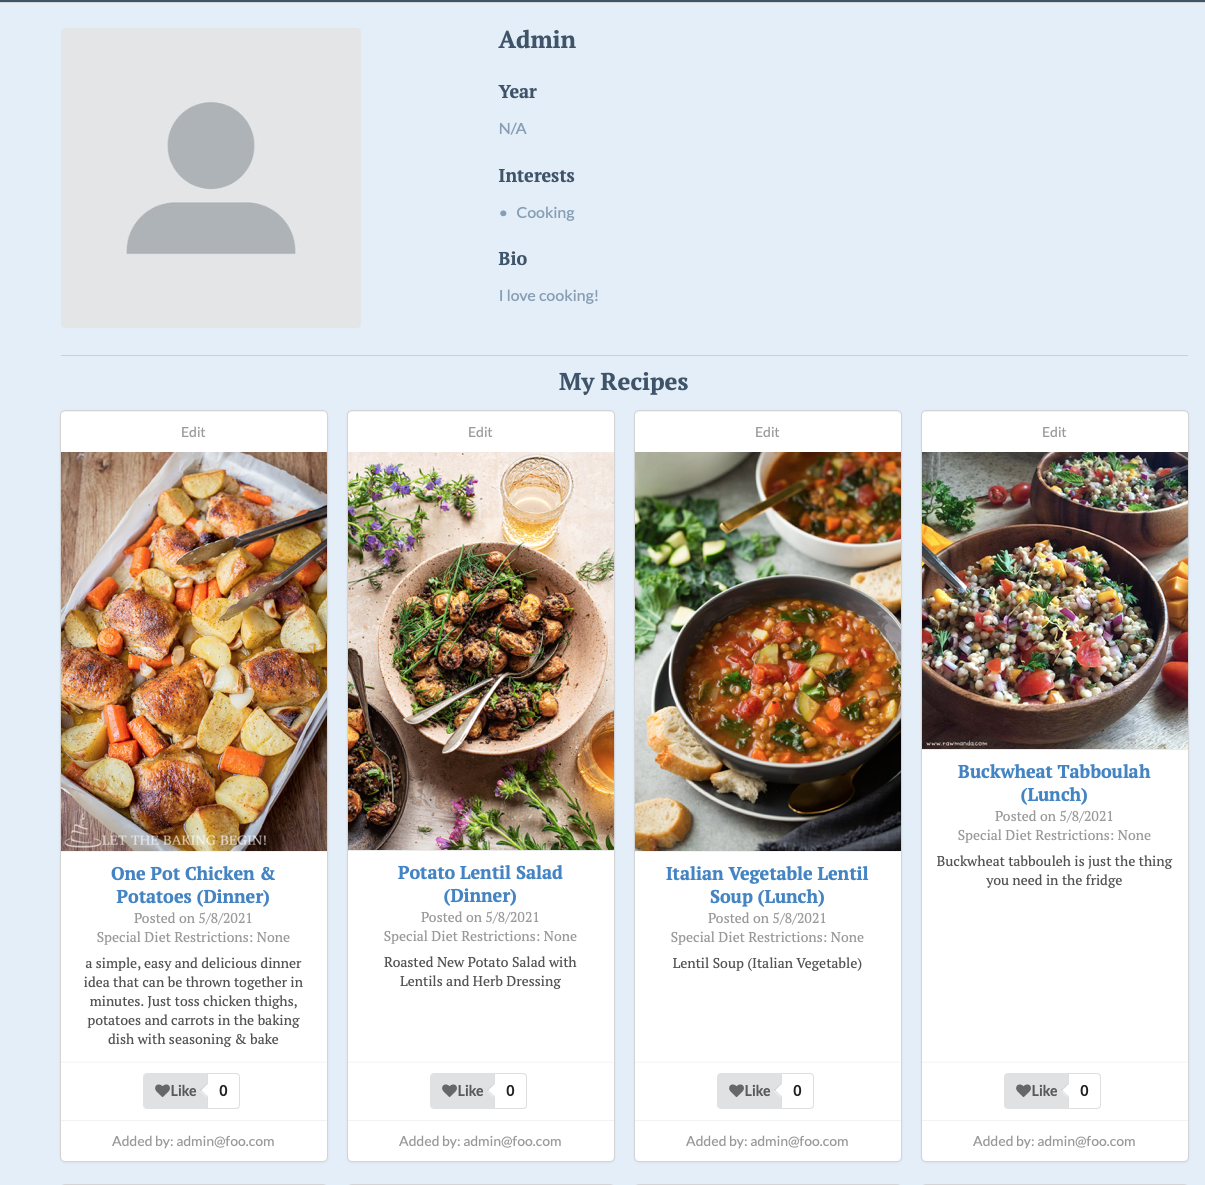 Admin
Year
N/A
Interests
• Cooking
Bio
I love cooking!
My Recipes
Edit
LET THE BAKING BEGIN!
One Pot Chicken &
Potatoes (Dinner)
Posted on 5/8/2021
Special Diet Restrictions: None
a simple, easy and delicious dinner
idea that can be thrown together in
minutes. Just toss chicken thighs,
potatoes and carrots in the baking
dish with seasoning & bake
Like 0
Added by: admin@foo.com
Edit
Potato Lentil Salad
(Dinner)
Posted on 5/8/2021
Special Diet Restrictions: None
Roasted New Potato Salad with
Lentils and Herb Dressing
Like 0
Added by: admin@foo.com
Edit
Italian Vegetable Lentil
Soup (Lunch)
Posted on 5/8/2021
Special Diet Restrictions: None
Lentil Soup (Italian Vegetable)
Like 0
Added by: admin@foo.com
Edit
www.rawmanda.com
Buckwheat Tabboulah
(Lunch)
Posted on 5/8/2021
Special Diet Restrictions: None
Buckwheat tabbouleh is just the thing
you need in the fridge
Like 0
Added by: admin@foo.com